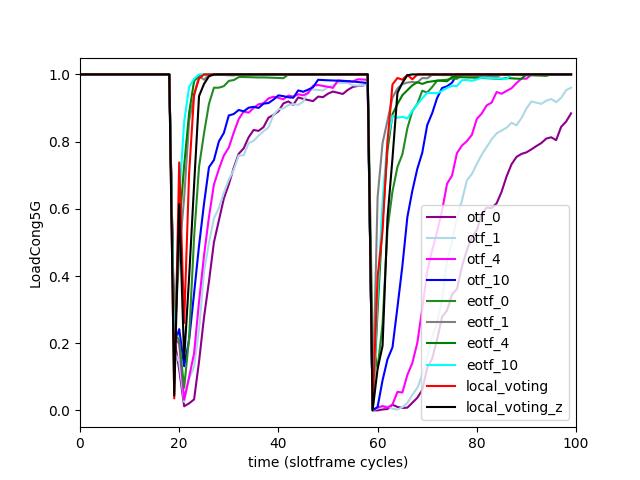 1.0
0.8
0.6
0.4
0.2
0.0
LoadCong5G
0 20 40 60 80 100
time (slotframe cycles)
otf_0
otf_1
otf_4
otf_10
eotf_0
eotf_1
eotf_4
eotf_10
local_voting
local_voting_z